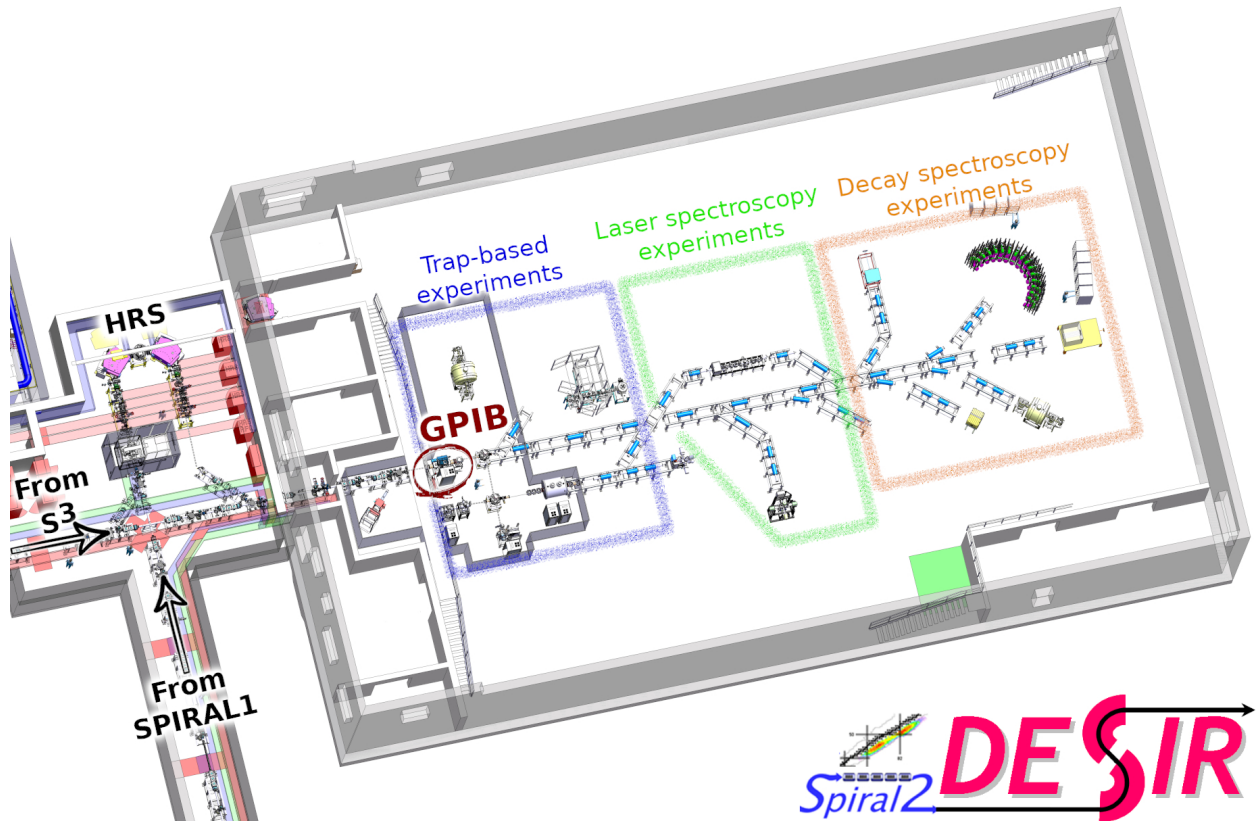 Decay spectroscopy
experiments
Laser spectroscopy
experiments
Trap-based
experiments
HRS
GPIB
From
S3
From
SPIRAL1
Spiral2
DESIR